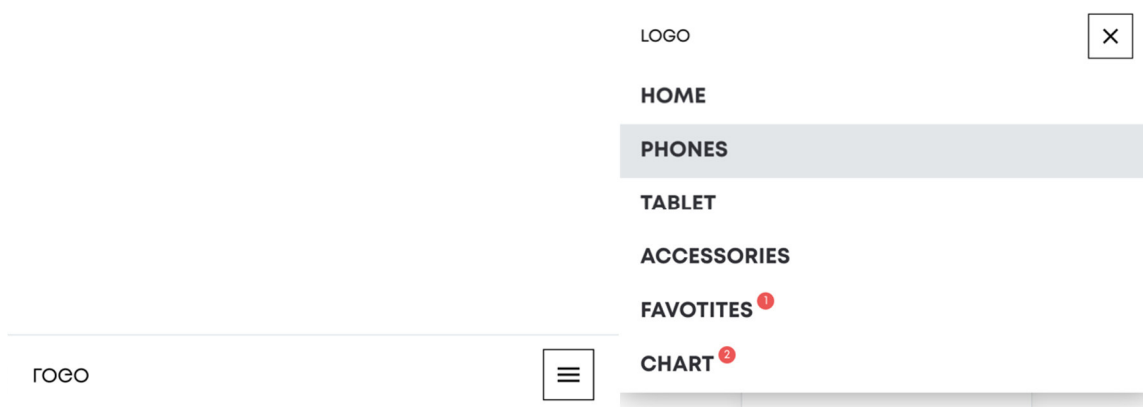 LOGO
LOGO
HOME
PHONES
TABLET
ACCESSORIES
FAVOTITES 1
CHART 2